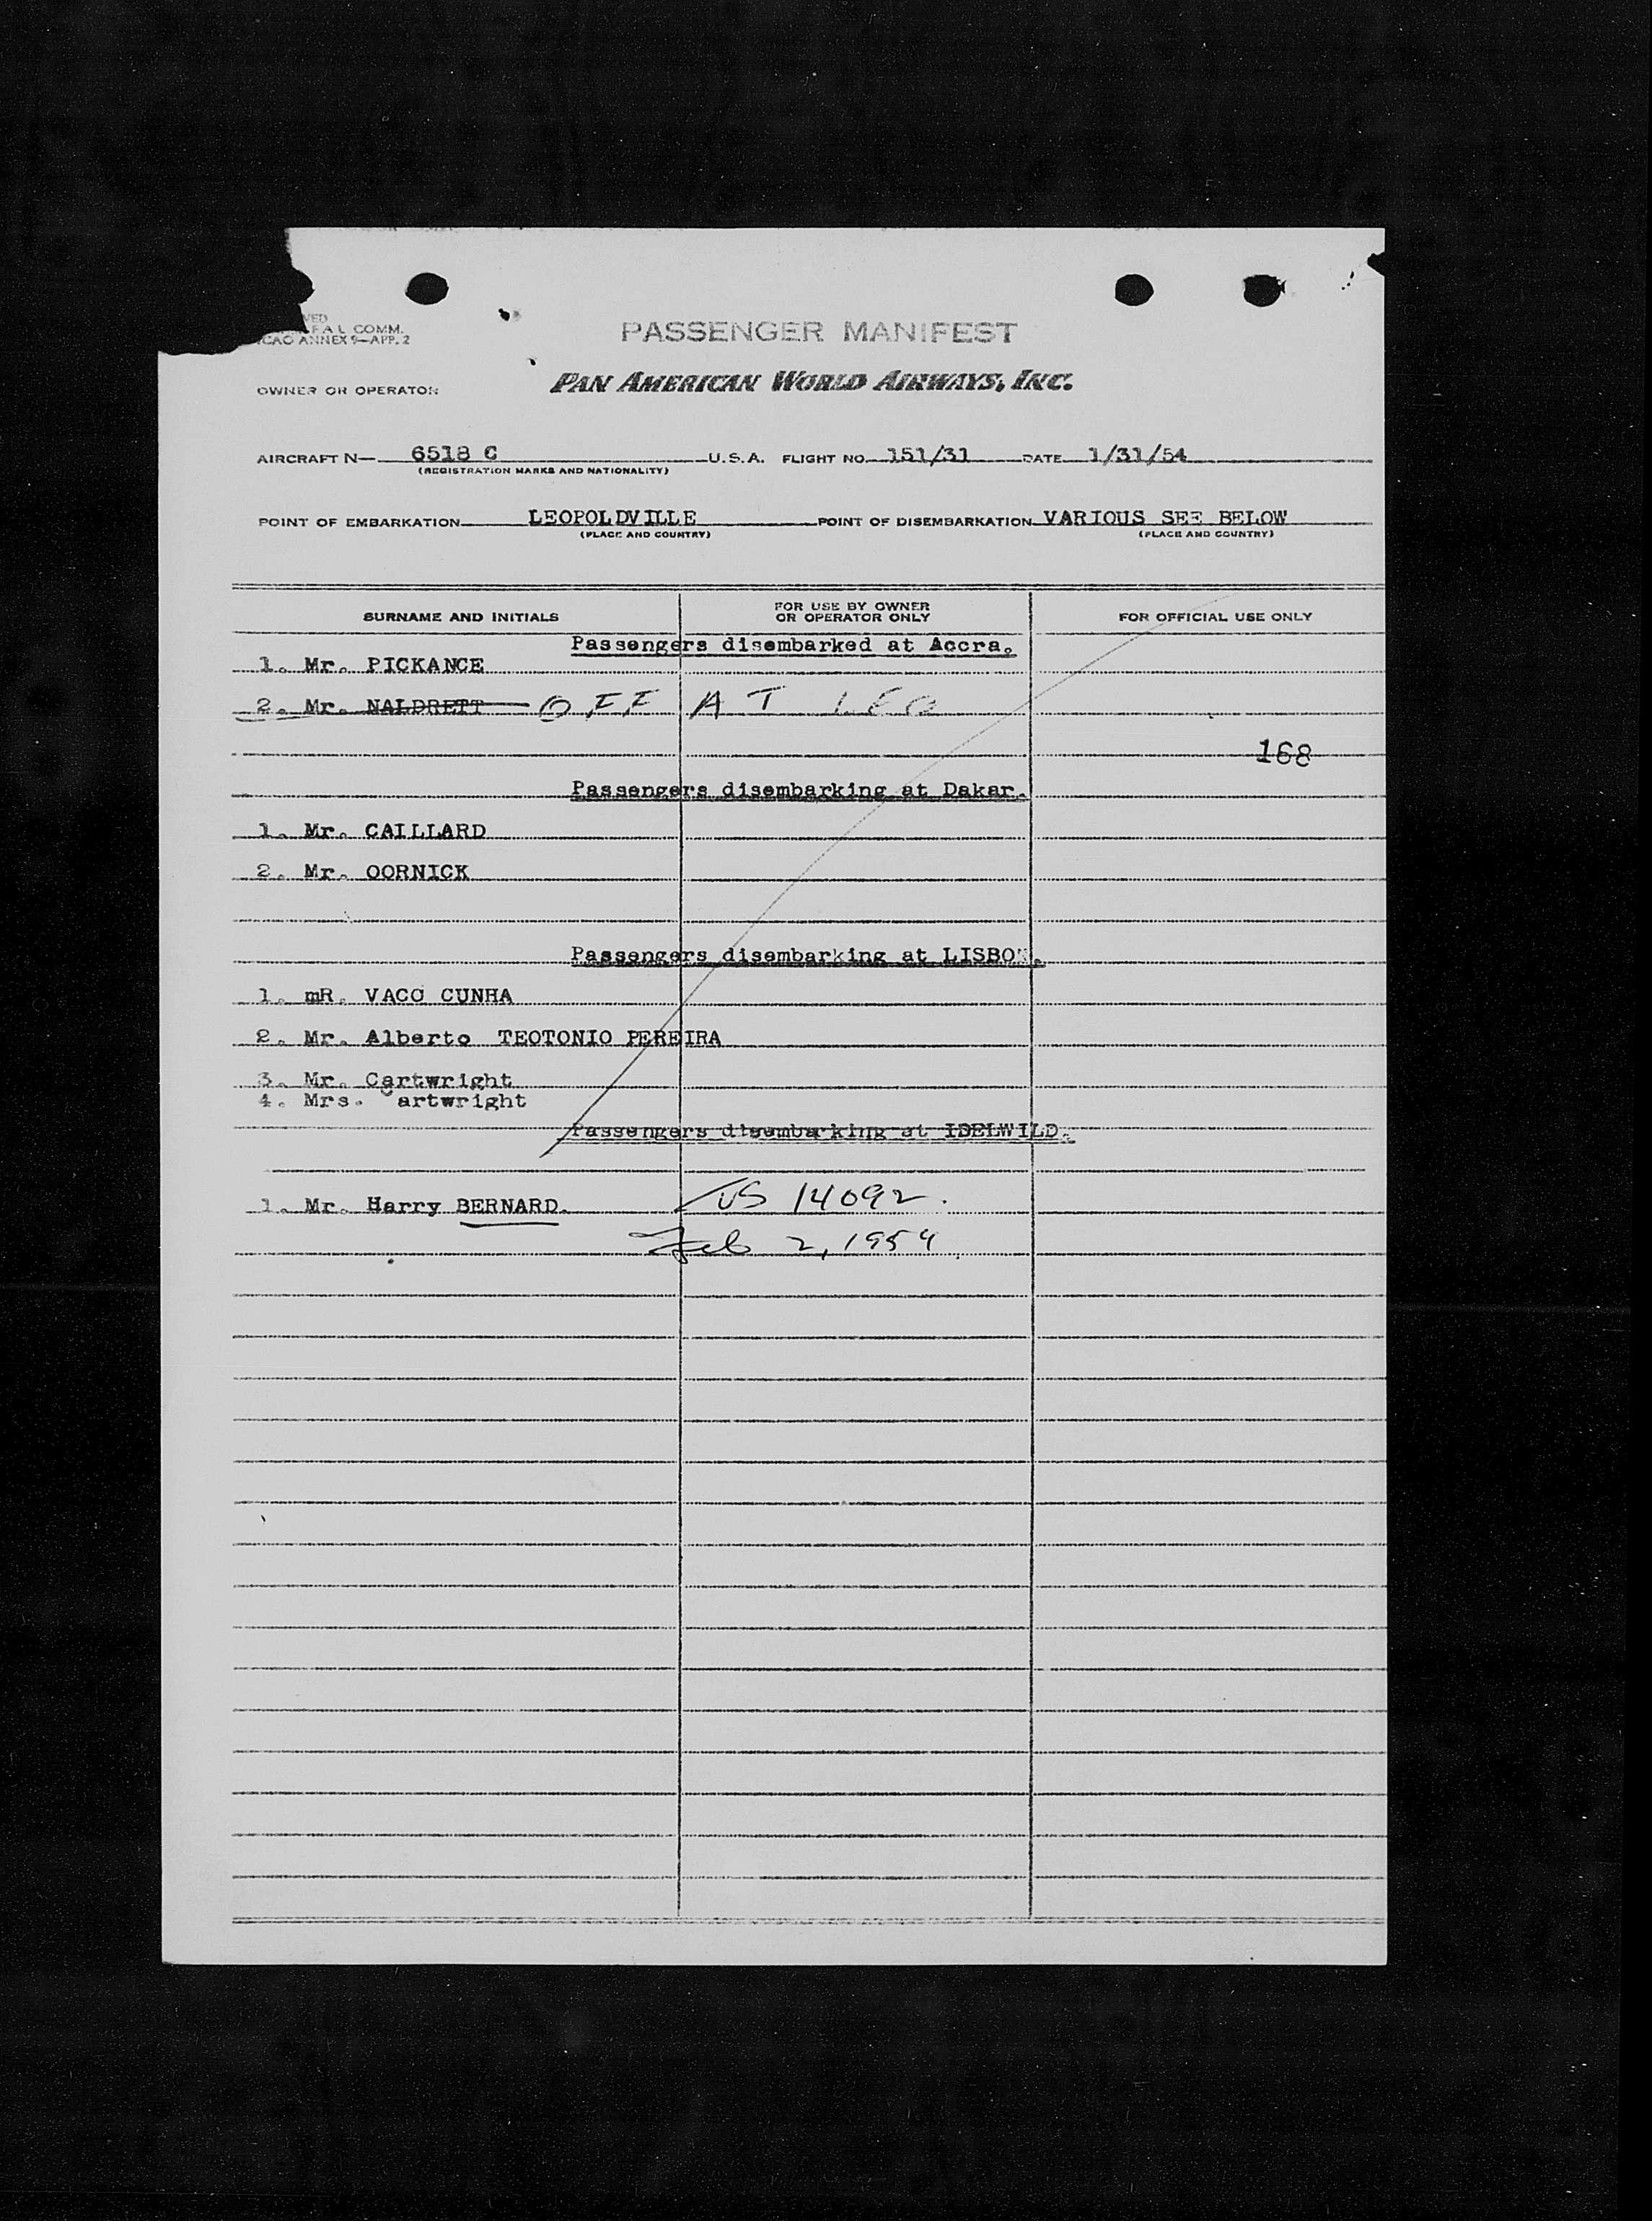 VED
F A L COMM.
ICAO ANNEX 9—APP. 2
PASSENGER MANIFEST
OWNER OR OPERATOR
PAN AMERICAN WORLD AIRWAYS, INC.
AIRCRAFT N— 6518 C U.S.A. FLIGHT NO. 151/31 DATE 1/31/54
(REGISTRATION MARKS AND NATIONALITY)
POINT OF EMBARKATION LEOPOLDVILLE POINT OF DISEMBARKATION VARIOUS SEE BELOW
(PLACE AND COUNTRY) (PLACE AND COUNTRY)
SURNAME AND INITIALS FOR USE BY OWNER OR OPERATOR ONLY FOR OFFICIAL USE ONLY
Passengers disembarked at Accra.
1. Mr. PICKANCE
2. Mr. NALDRETT OFF AT LEO
168
Passengers disembarking at Dakar.
1. Mr. CAILLARD
2. Mr. OORNICK
Passengers disembarking at LISBON.
1. mR. VACO CUNHA
2. Mr. Alberto TEOTONIO PEREIRA
3. Mr. Cartwright
4. Mrs. Cartwright
Passengers disembarking at IDELWILD.
1. Mr. Harry BERNARD. US 14092.
Feb 2, 1954